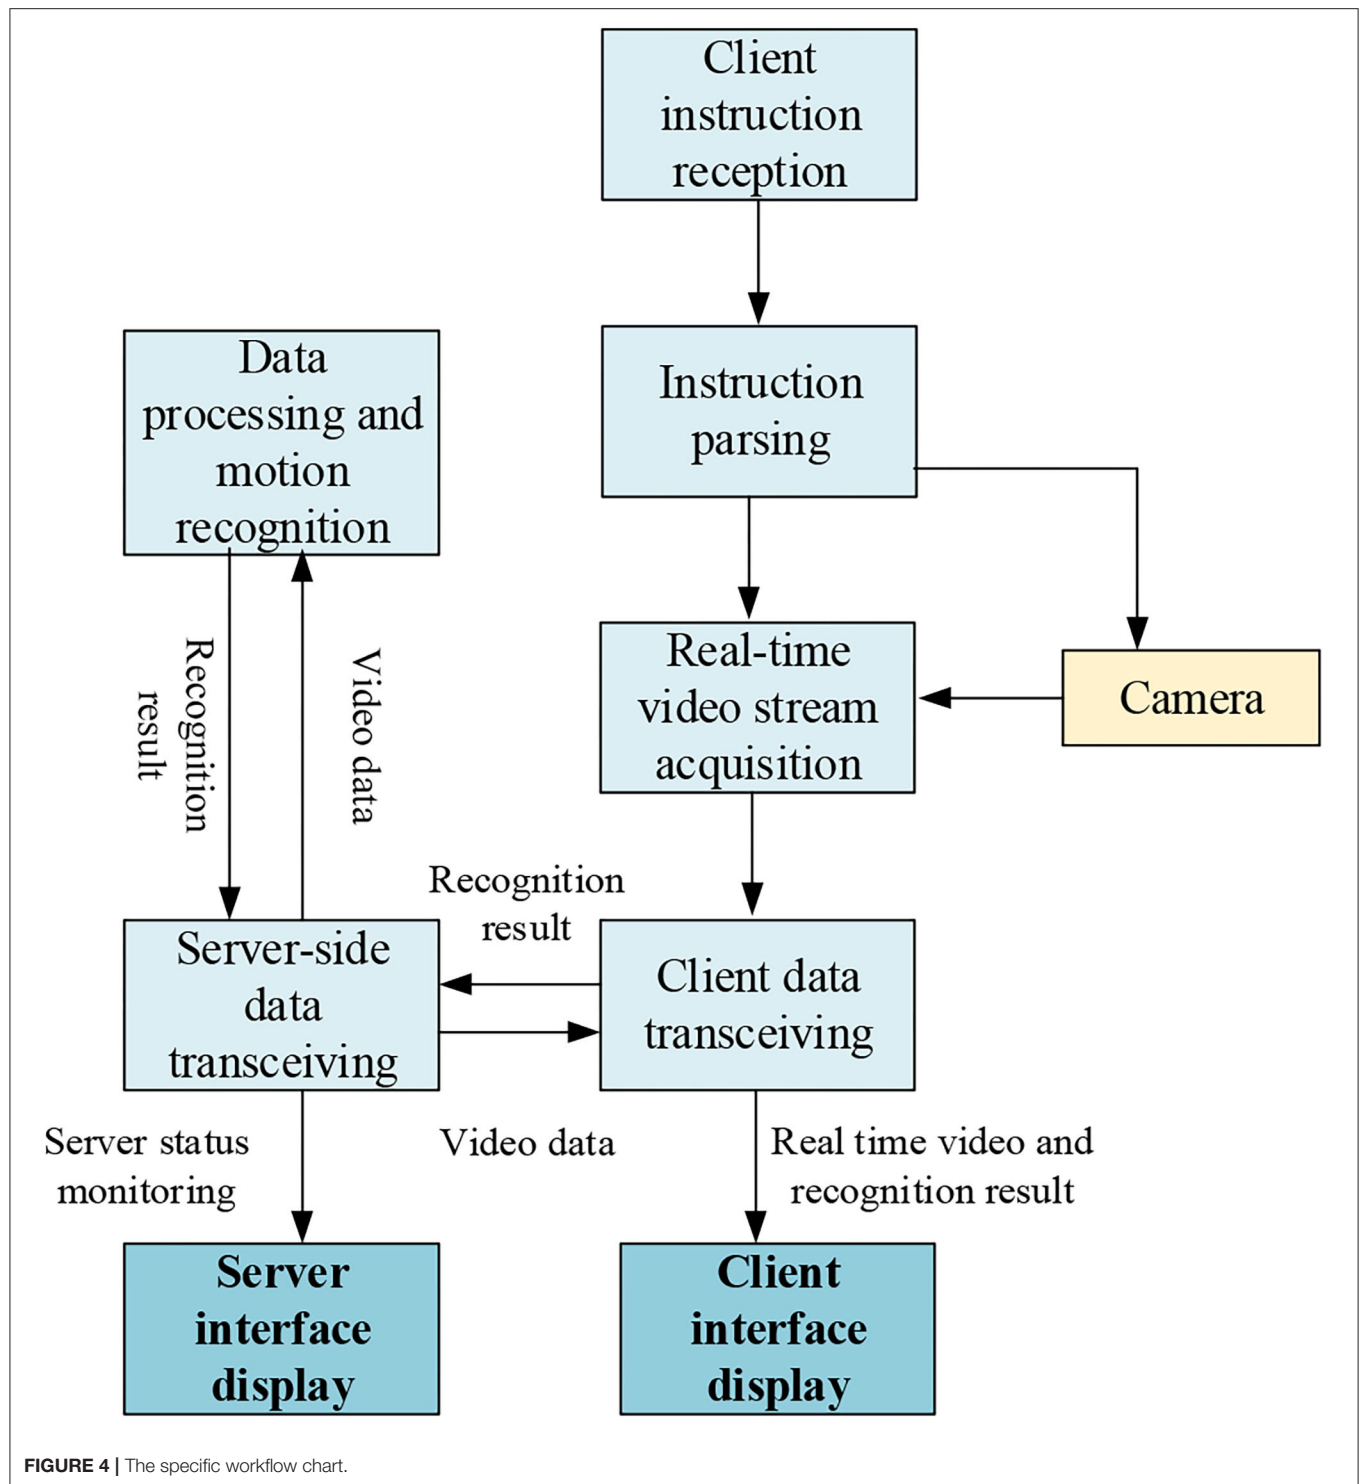 Client
instruction
reception
Data
processing and
motion
recognition
Instruction
parsing
Recognition
result
Video data
Real-time
video stream
acquisition
Camera
Recognition
result
Server-side
data
transceiving
Client data
transceiving
Server status
monitoring
Video data
Real time video and
recognition result
Server
interface
display
Client
interface
display
FIGURE 4 | The specific workflow chart.